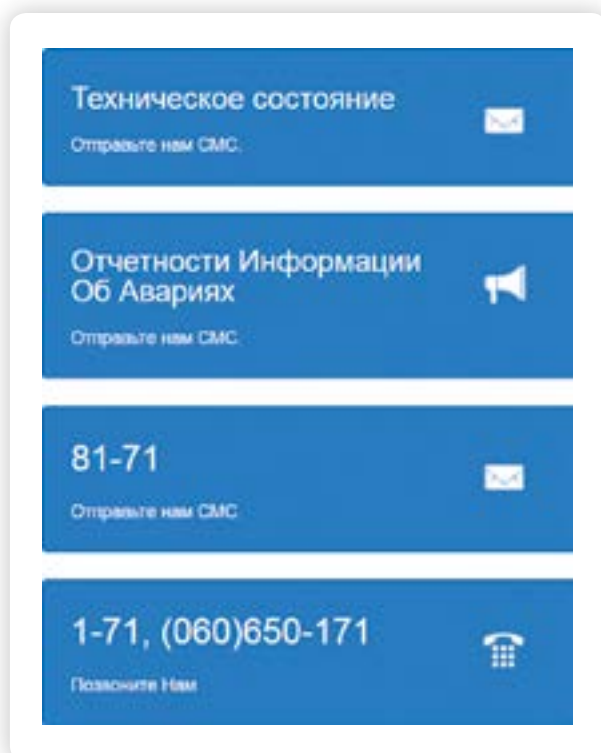 Техническое состояние
Отправьте нам СМС.
Отчетности Информации
Об Авариях
Отправьте нам СМС.
81-71
Отправьте нам СМС
1-71, (060)650-171
Позвоните Нам